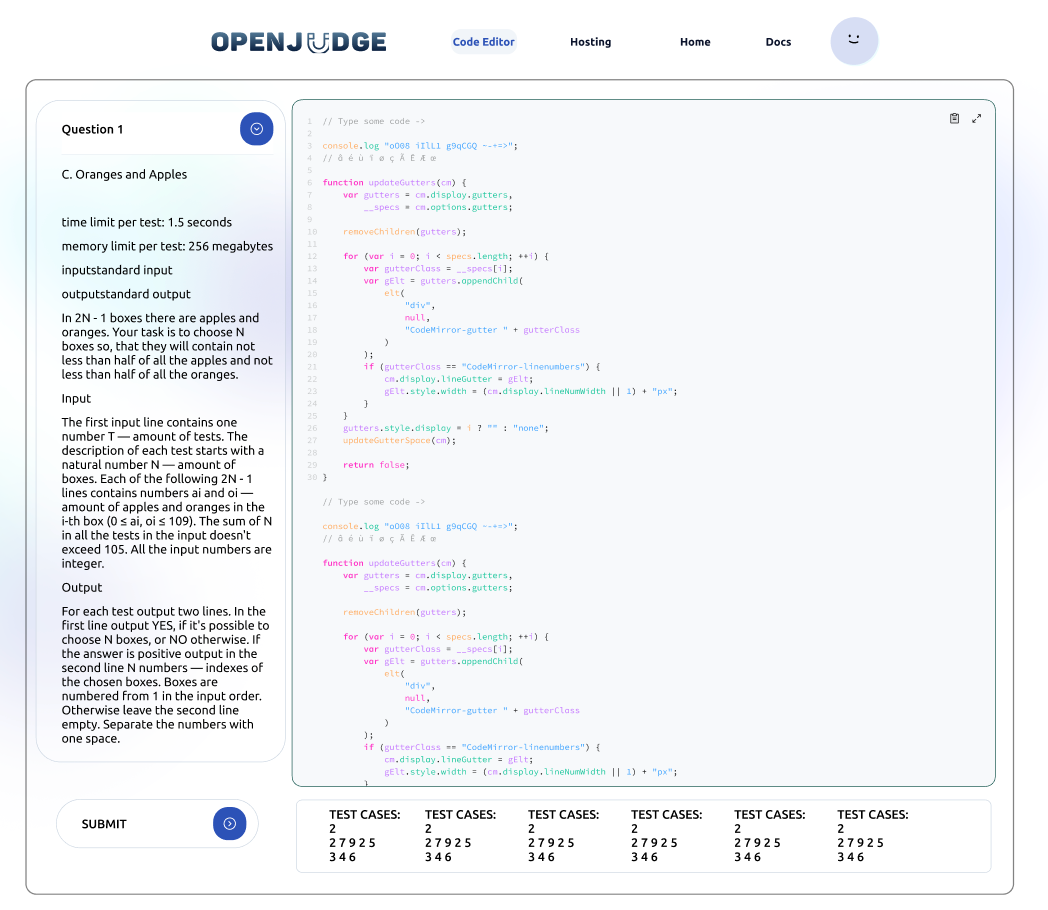 OPENJUDGE
Code Editor
Hosting
Home
Docs
Question 1
C. Oranges and Apples
time limit per test: 1.5 seconds
memory limit per test: 256 megabytes
inputstandard input
outputstandard output
In 2N - 1 boxes there are apples and
oranges. Your task is to choose N
boxes so, that they will contain not
less than half of all the apples and not
less than half of all the oranges.
Input
The first input line contains one
number T — amount of tests. The
description of each test starts with a
natural number N — amount of
boxes. Each of the following 2N - 1
lines contains numbers ai and oi —
amount of apples and oranges in the
i-th box (0 ≤ ai, oi ≤ 109). The sum of N
in all the tests in the input doesn't
exceed 105. All the input numbers are
integer.
Output
For each test output two lines. In the
first line output YES, if it's possible to
choose N boxes, or NO otherwise. If
the answer is positive output in the
second line N numbers — indexes of
the chosen boxes. Boxes are
numbered from 1 in the input order.
Otherwise leave the second line
empty. Separate the numbers with
one space.
SUBMIT
1 // Type some code ->
2
3 console.log "oO08 iIlL1 g9qCGQ ~-+=>";
4 // â é ù ï ø ç Ã Ē Æ œ
5
6 function updateGutters(cm) {
7 var gutters = cm.display.gutters,
8 __specs = cm.options.gutters;
9
10 removeChildren(gutters);
11
12 for (var i = 0; i < specs.length; ++i) {
13 var gutterClass = __specs[i];
14 var gElt = gutters.appendChild(
15 elt(
16 "div",
17 null,
18 "CodeMirror-gutter " + gutterClass
19 )
20 );
21 if (gutterClass == "CodeMirror-linenumbers") {
22 cm.display.lineGutter = gElt;
23 gElt.style.width = (cm.display.lineNumWidth || 1) + "px";
24 }
25 }
26 gutters.style.display = i ? "" : "none";
27 updateGutterSpace(cm);
28
29 return false;
30 }
// Type some code ->
console.log "oO08 iIlL1 g9qCGQ ~-+=>";
// â é ù ï ø ç Ã Ē Æ œ
function updateGutters(cm) {
var gutters = cm.display.gutters,
__specs = cm.options.gutters;
removeChildren(gutters);
for (var i = 0; i < specs.length; ++i) {
var gutterClass = __specs[i];
var gElt = gutters.appendChild(
elt(
"div",
null,
"CodeMirror-gutter " + gutterClass
)
);
if (gutterClass == "CodeMirror-linenumbers") {
cm.display.lineGutter = gElt;
gElt.style.width = (cm.display.lineNumWidth || 1) + "px";
}
TEST CASES:
2
2 7 9 2 5
3 4 6
TEST CASES:
2
2 7 9 2 5
3 4 6
TEST CASES:
2
2 7 9 2 5
3 4 6
TEST CASES:
2
2 7 9 2 5
3 4 6
TEST CASES:
2
2 7 9 2 5
3 4 6
TEST CASES:
2
2 7 9 2 5
3 4 6